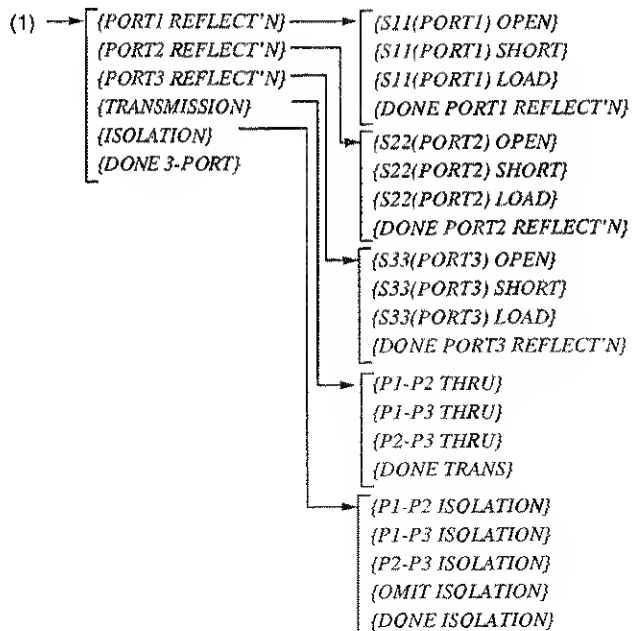 (1)
{PORT1 REFLECT'N}
{PORT2 REFLECT'N}
{PORT3 REFLECT'N}
{TRANSMISSION}
{ISOLATION}
{DONE 3-PORT}
{S11(PORT1) OPEN}
{S11(PORT1) SHORT}
{S11(PORT1) LOAD}
{DONE PORT1 REFLECT'N}
{S22(PORT2) OPEN}
{S22(PORT2) SHORT}
{S22(PORT2) LOAD}
{DONE PORT2 REFLECT'N}
{S33(PORT3) OPEN}
{S33(PORT3) SHORT}
{S33(PORT3) LOAD}
{DONE PORT3 REFLECT'N}
{P1-P2 THRU}
{P1-P3 THRU}
{P2-P3 THRU}
{DONE TRANS}
{P1-P2 ISOLATION}
{P1-P3 ISOLATION}
{P2-P3 ISOLATION}
{OMIT ISOLATION}
{DONE ISOLATION}